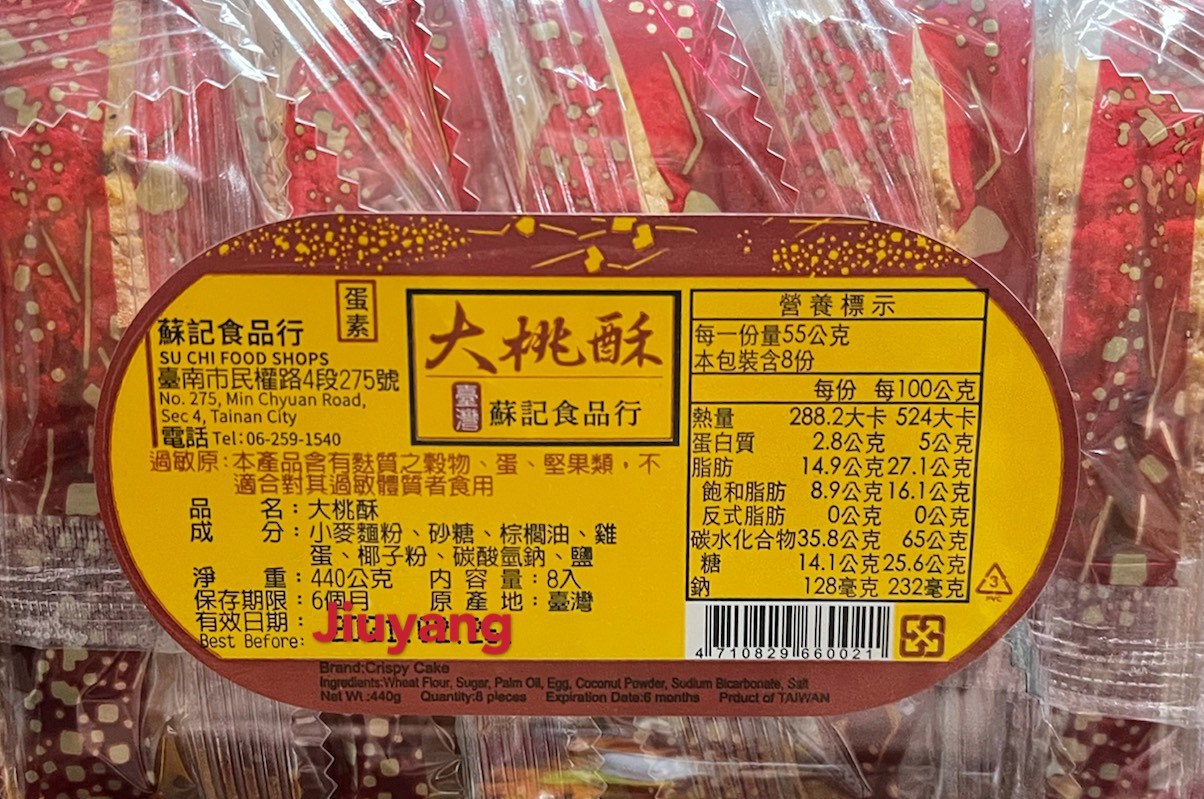 蛋素
蘇記食品行
SU CHI FOOD SHOPS
臺南市民權路4段275號
No. 275, Min Chyuan Road,
Sec 4, Tainan City
電話 Tel:06-259-1540
大桃酥
臺灣 蘇記食品行
過敏原:本產品含有麩質之穀物、蛋、堅果類,不
適合對其過敏體質者食用
品名:大桃酥
成分:小麥麵粉、砂糖、棕櫚油、雞
蛋、椰子粉、碳酸氫鈉、鹽
淨重:440公克 內容量:8入
保存期限:6個月 原產地:臺灣
有效日期:
Best Before:
Jiuyang
營養標示
每一份量55公克
本包裝含8份
每份 每100公克
熱量 288.2大卡 524大卡
蛋白質 2.8公克 5公克
脂肪 14.9公克 27.1公克
飽和脂肪 8.9公克 16.1公克
反式脂肪 0公克 0公克
碳水化合物 35.8公克 65公克
糖 14.1公克 25.6公克
鈉 128毫克 232毫克
3
PVC
4 710829 660021
Brand:Crispy Cake
Ingredients:Wheat Flour, Sugar, Palm Oil, Egg, Coconut Powder, Sodium Bicarbonate, Salt
Net Wt.:440g Quantity:8 pieces Expiration Date:6 months Prduct of TAIWAN